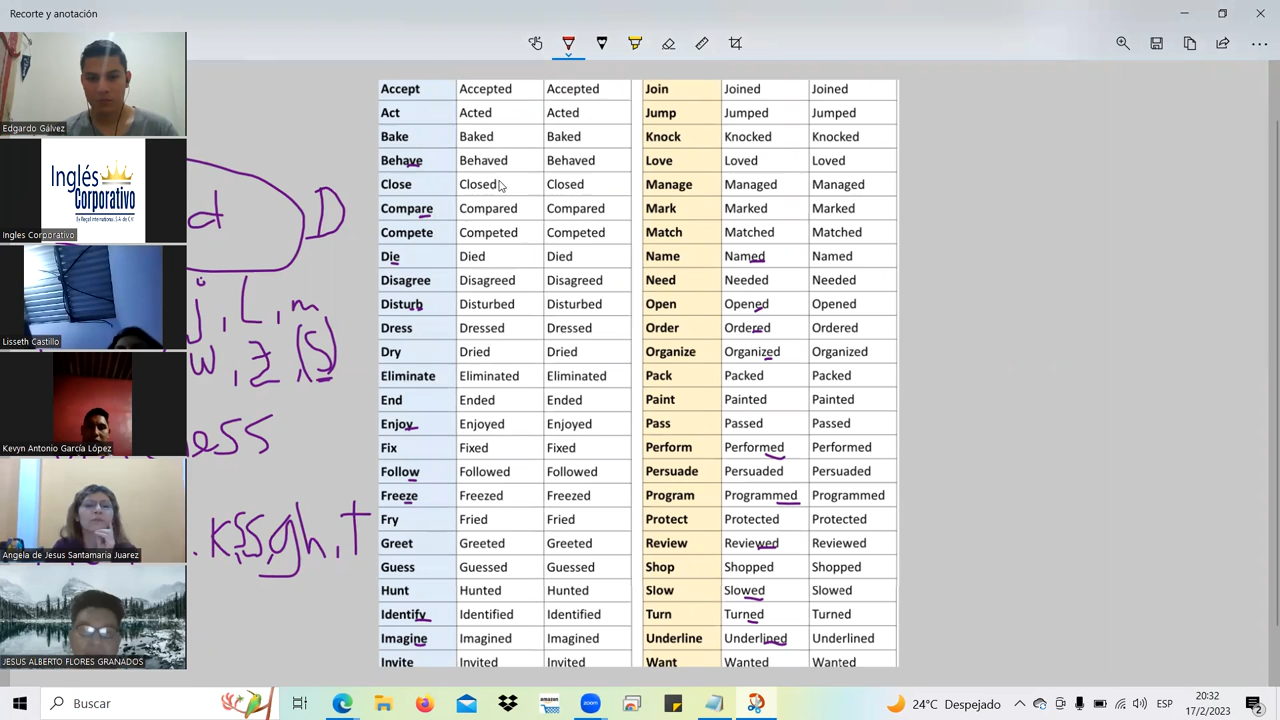 Recorte y anotación
Edgardo Gálvez
Inglés
Corporativo
Ingles Corporativo
Lisseth Castillo
Kevyn Antonio García López
Angela de Jesus Santamaria Juarez
JESUS ALBERTO FLORES GRANADOS
d D
j, L, m
w, z, (S)
ess
. K, SS, gh, T
Accept Accepted Accepted Join Joined Joined
Act Acted Acted Jump Jumped Jumped
Bake Baked Baked Knock Knocked Knocked
Behave Behaved Behaved Love Loved Loved
Close Closed Closed Manage Managed Managed
Compare Compared Compared Mark Marked Marked
Compete Competed Competed Match Matched Matched
Die Died Died Name Named Named
Disagree Disagreed Disagreed Need Needed Needed
Disturb Disturbed Disturbed Open Opened Opened
Dress Dressed Dressed Order Ordered Ordered
Dry Dried Dried Organize Organized Organized
Eliminate Eliminated Eliminated Pack Packed Packed
End Ended Ended Paint Painted Painted
Enjoy Enjoyed Enjoyed Pass Passed Passed
Fix Fixed Fixed Perform Performed Performed
Follow Followed Followed Persuade Persuaded Persuaded
Freeze Freezed Freezed Program Programmed Programmed
Fry Fried Fried Protect Protected Protected
Greet Greeted Greeted Review Reviewed Reviewed
Guess Guessed Guessed Shop Shopped Shopped
Hunt Hunted Hunted Slow Slowed Slowed
Identify Identified Identified Turn Turned Turned
Imagine Imagined Imagined Underline Underlined Underlined
Invite Invited Invited Want Wanted Wanted
Buscar
amazon
zoom
24°C Despejado
ESP
20:32
17/2/2023
2